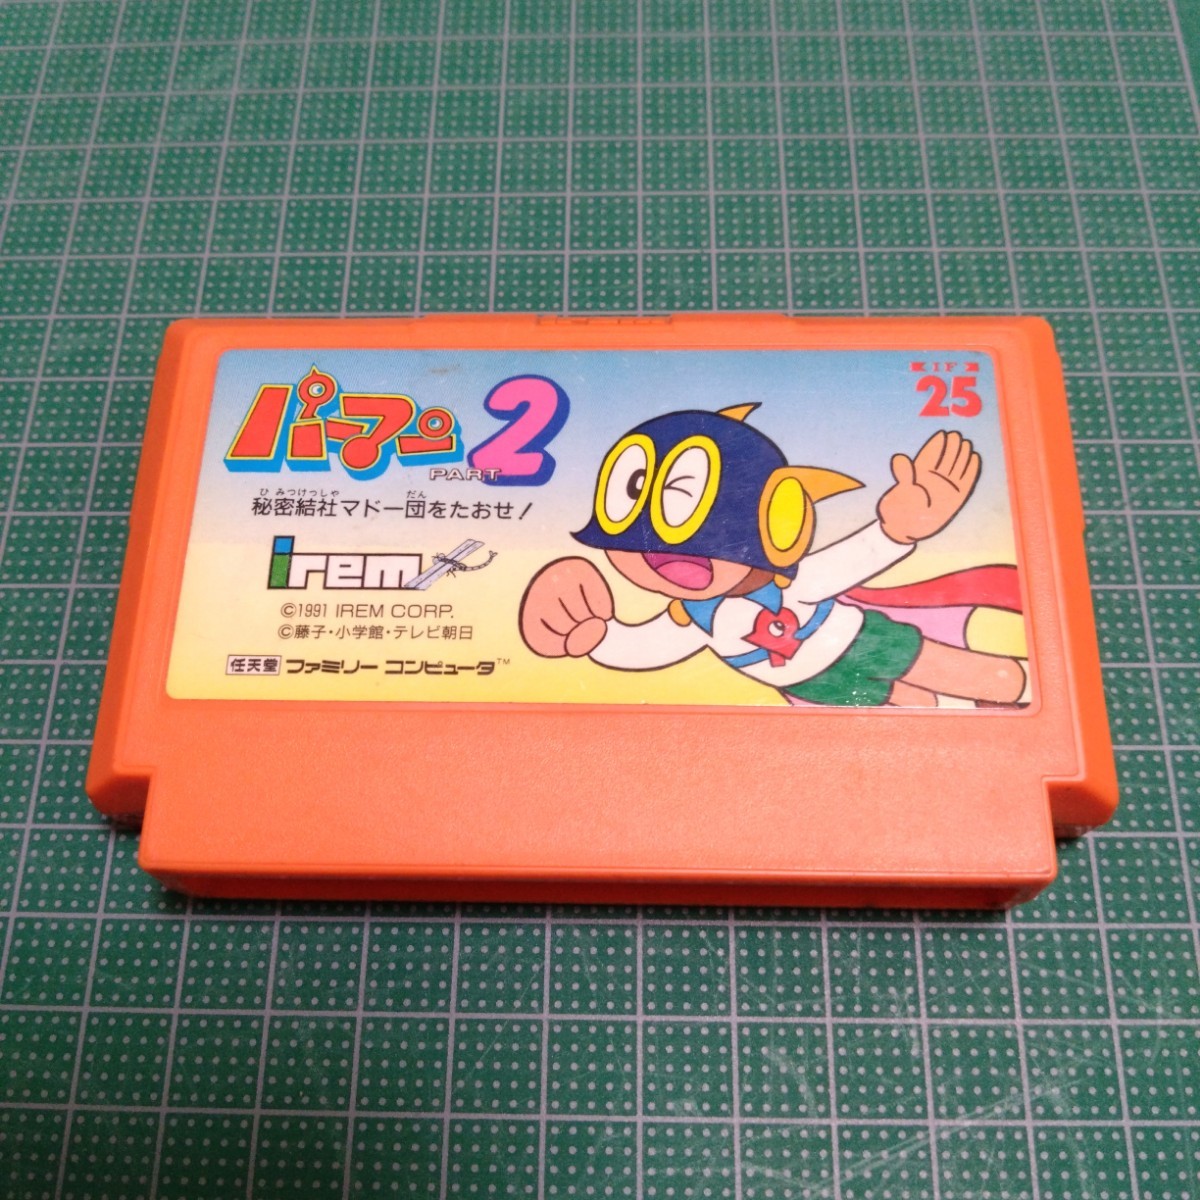 パーマン
PART 2
ひ みつけっしゃ だん
秘密結社マドー団をたおせ!
irem
©1991 IREM CORP.
©藤子・小学館・テレビ朝日
任天堂 ファミリー コンピュータ™
IF
25